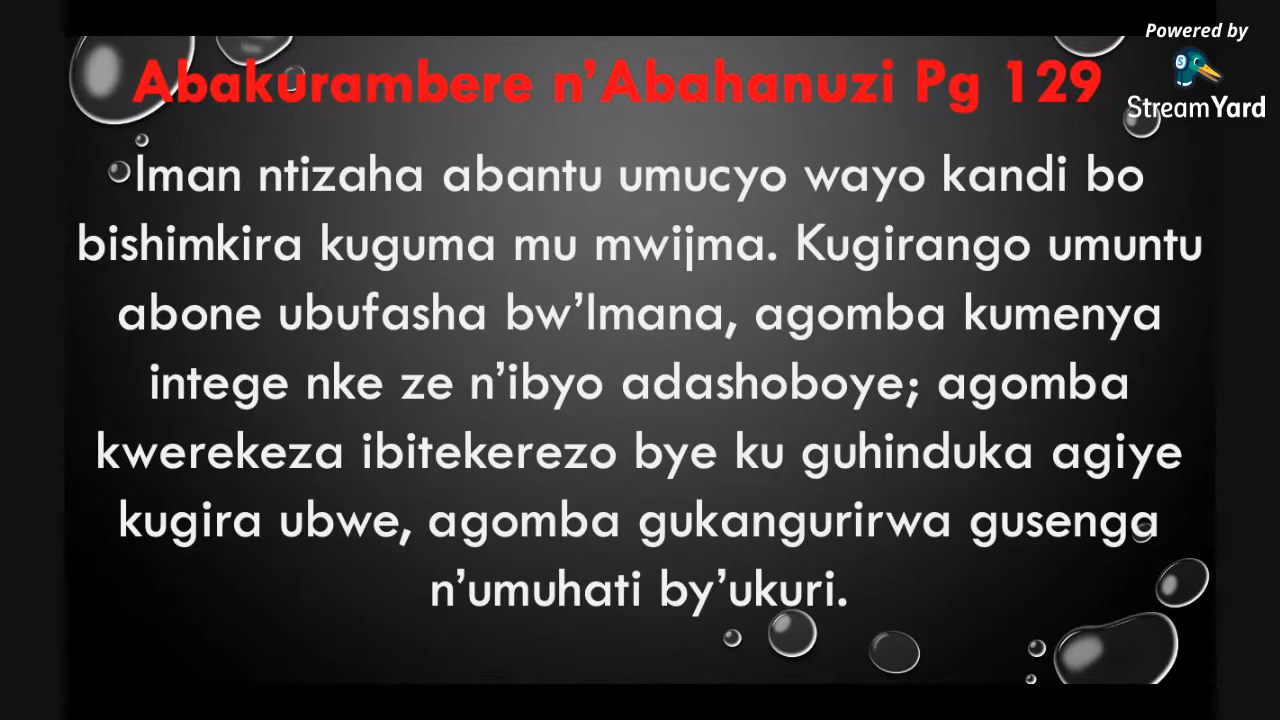 Powered by
StreamYard
Abakurambere n’Abahanuzi Pg 129
Iman ntizaha abantu umucyo wayo kandi bo
bishimkira kuguma mu mwijma. Kugirango umuntu
abone ubufasha bw’Imana, agomba kumenya
intege nke ze n’ibyo adashoboye; agomba
kwerekeza ibitekerezo bye ku guhinduka agiye
kugira ubwe, agomba gukangurirwa gusenga
n’umuhati by’ukuri.